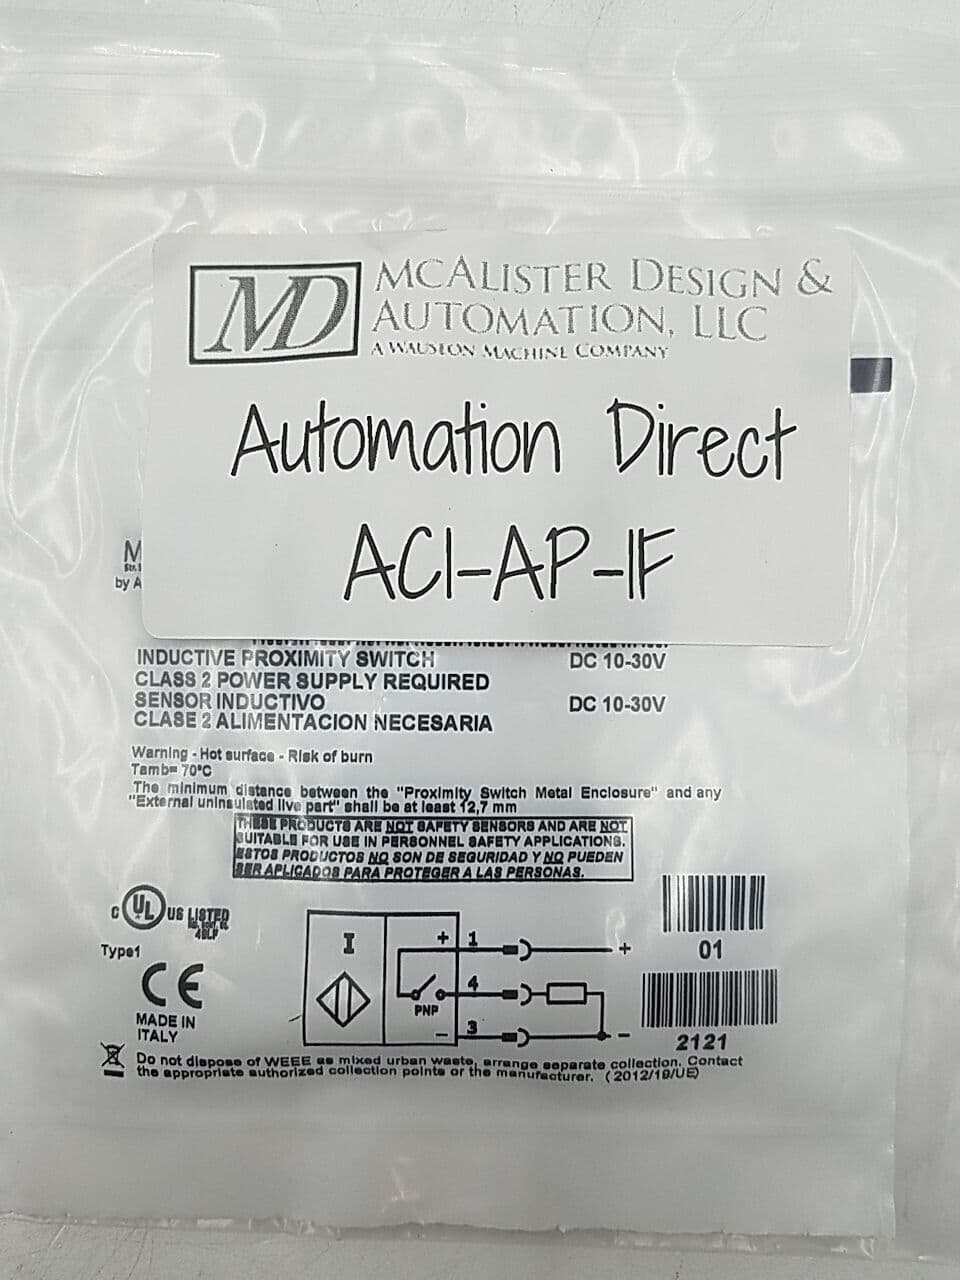 MD
MCALISTER DESIGN &
AUTOMATION, LLC
A WAUSEON MACHINE COMPANY
Automation Direct
ACI-AP-IF
M
Str.
by A
INDUCTIVE PROXIMITY SWITCH DC 10-30V
CLASS 2 POWER SUPPLY REQUIRED
SENSOR INDUCTIVO DC 10-30V
CLASE 2 ALIMENTACION NECESARIA
Warning - Hot surface - Risk of burn
Tamb= 70°C
The minimum distance between the "Proximity Switch Metal Enclosure" and any
"External uninsulated live part" shall be at least 12,7 mm
THESE PRODUCTS ARE NOT SAFETY SENSORS AND ARE NOT
SUITABLE FOR USE IN PERSONNEL SAFETY APPLICATIONS.
ESTOS PRODUCTOS NO SON DE SEGURIDAD Y NO PUEDEN
SER APLICADOS PARA PROTEGER A LAS PERSONAS.
C UL US LISTED
IND. CONT. EQ.
48LP
Type1
CE
MADE IN
ITALY
I
+ 1 +
4
PNP
- 3 -
01
2121
Do not dispose of WEEE as mixed urban waste, arrange separate collection. Contact
the appropriate authorized collection points or the manufacturer. (2012/19/UE)